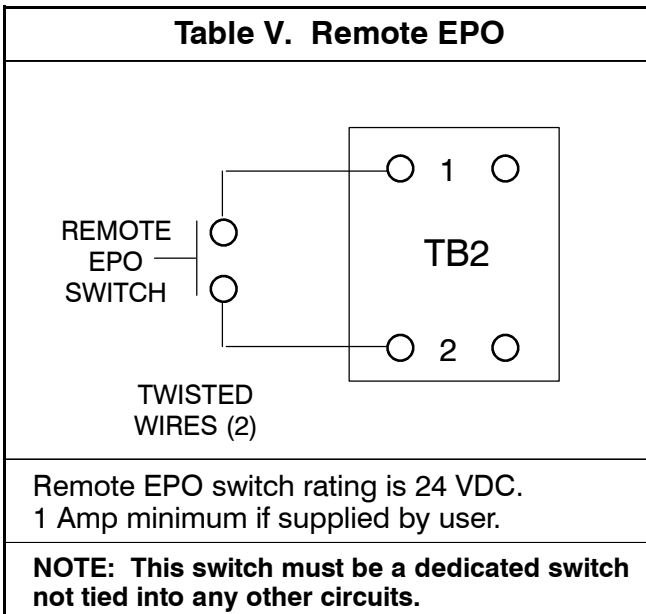 Table V. Remote EPO
1
REMOTE
EPO
SWITCH
TB2
2
TWISTED
WIRES (2)
Remote EPO switch rating is 24 VDC.
1 Amp minimum if supplied by user.
NOTE: This switch must be a dedicated switch
not tied into any other circuits.